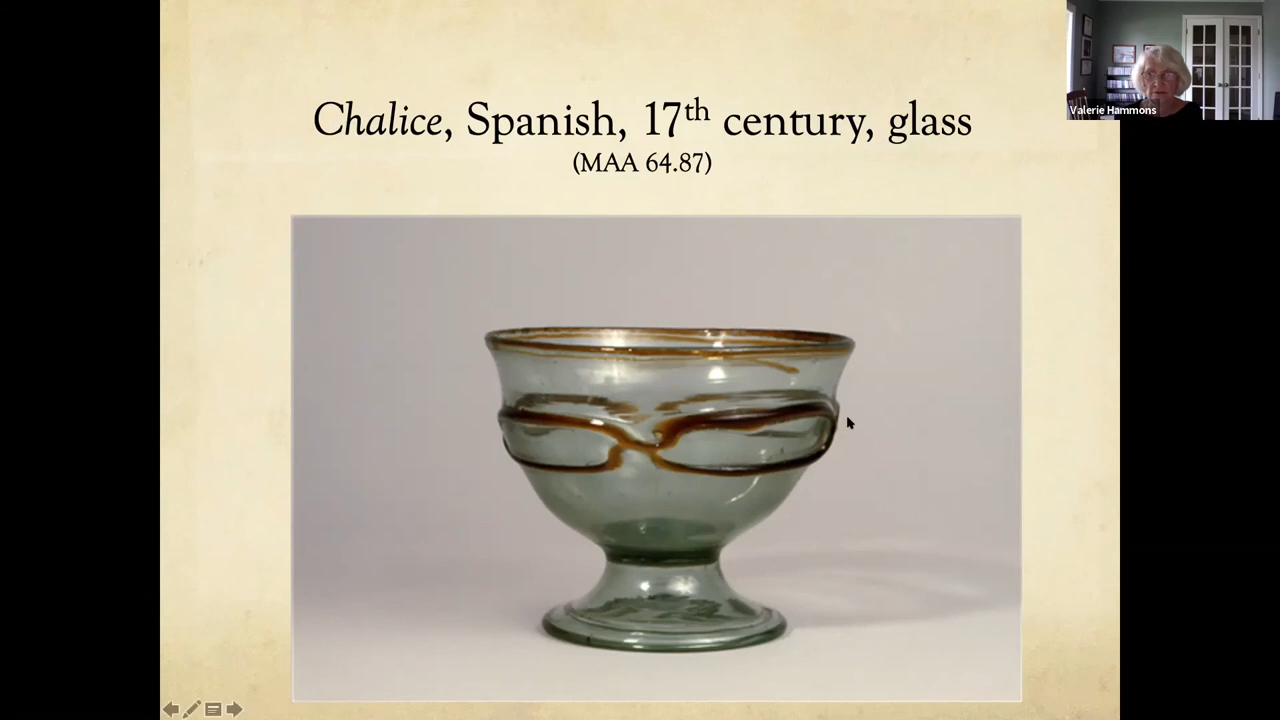 Chalice, Spanish, 17th century, glass
(MAA 64.87)
Valerie Hammons